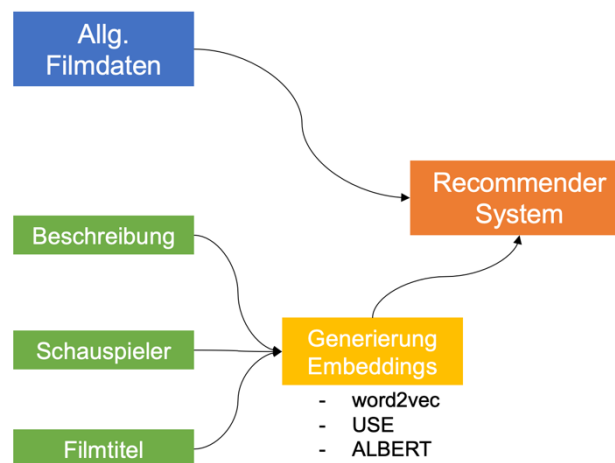 Allg.
Filmdaten
Recommender
System
Beschreibung
Schauspieler
Filmtitel
Generierung
Embeddings
- word2vec
- USE
- ALBERT